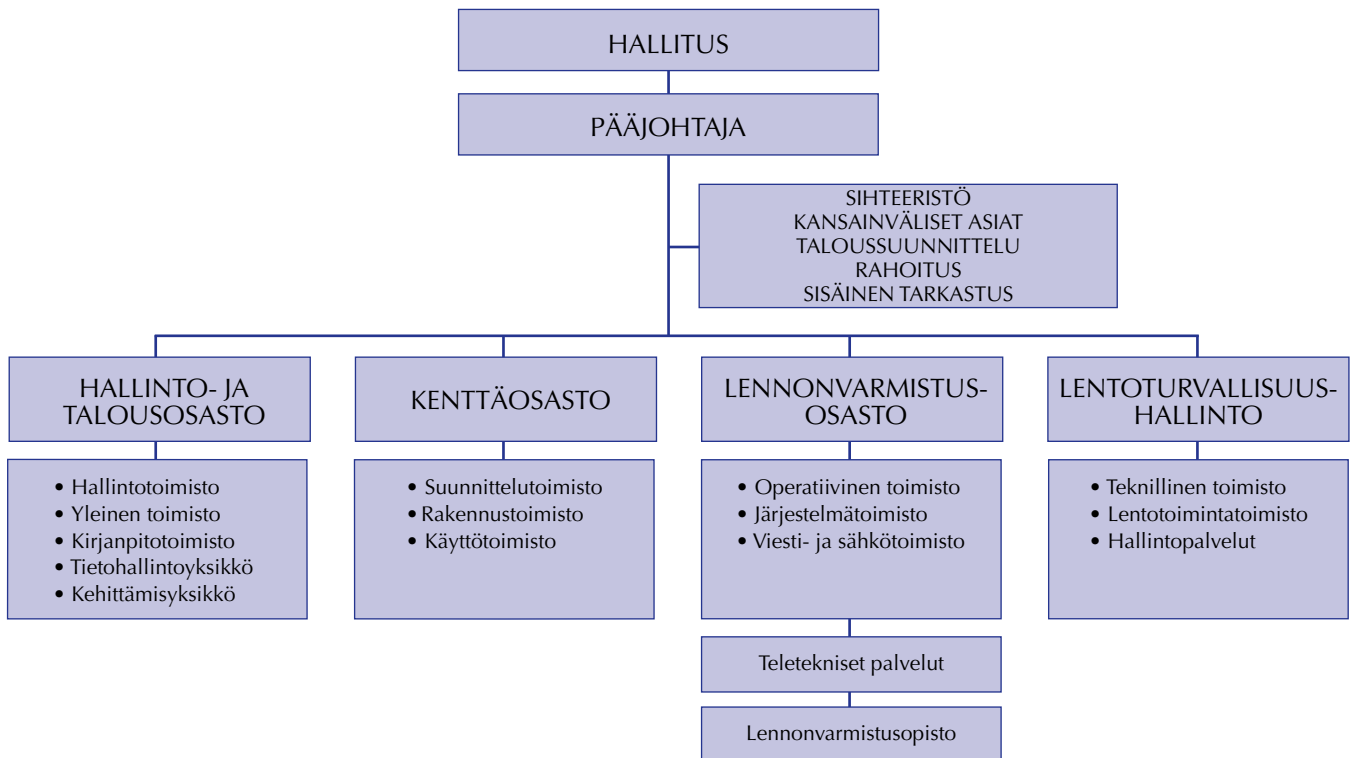 HALLITUS
PÄÄJOHTAJA
SIHTEERISTÖ
KANSAINVÄLISET ASIAT
TALOUSSUUNNITTELU
RAHOITUS
SISÄINEN TARKASTUS
HALLINTO- JA
TALOUSOSASTO
• Hallintotoimisto
• Yleinen toimisto
• Kirjanpitotoimisto
• Tietohallintoyksikkö
• Kehittämisyksikkö
KENTTÄOSASTO
• Suunnittelutoimisto
• Rakennustoimisto
• Käyttötoimisto
LENNONVARMISTUS-
OSASTO
• Operatiivinen toimisto
• Järjestelmätoimisto
• Viesti- ja sähkötoimisto
Teletekniset palvelut
Lennonvarmistusopisto
LENTOTURVALLISUUS-
HALLINTO
• Teknillinen toimisto
• Lentotoimintatoimisto
• Hallintopalvelut